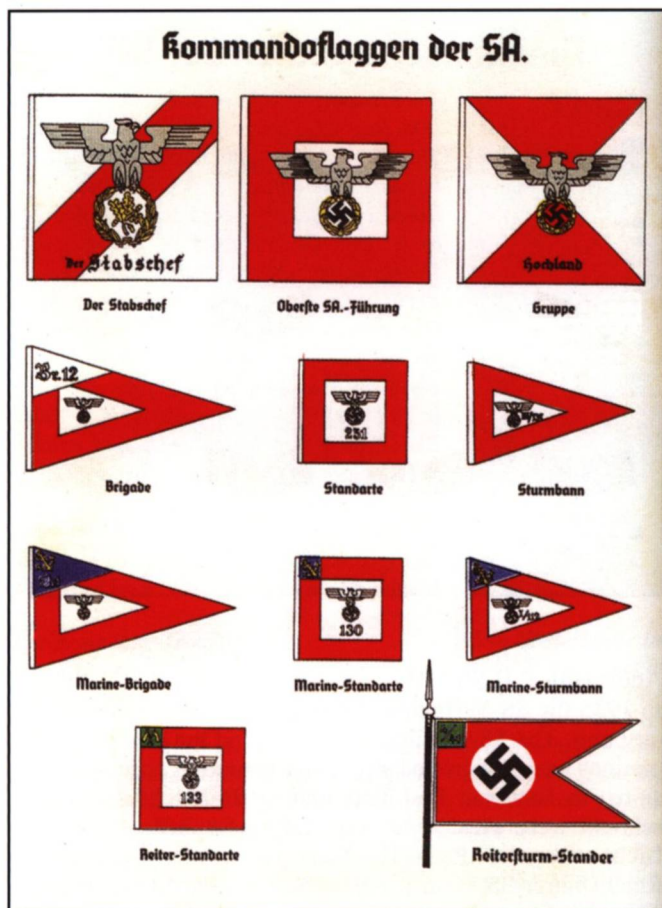 Kommandoflaggen der SA.
Der Stabschef
Der Stabschef
Oberste SA.-Führung
Hochland
Gruppe
Br.12
Brigade
231
Standarte
Sturmbann
Marine-Brigade
130
Marine-Standarte
Marine-Sturmbann
133
Reiter-Standarte
Reitersturm-Stander